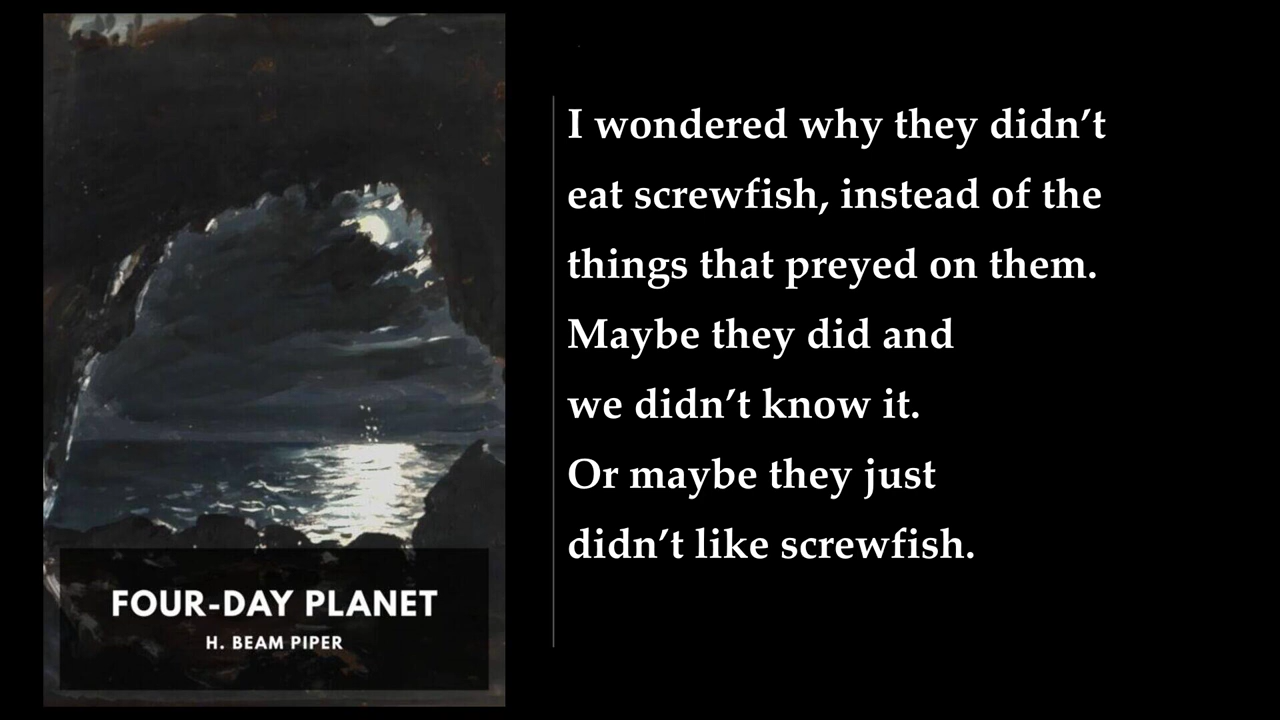 FOUR-DAY PLANET
H. BEAM PIPER
I wondered why they didn’t
eat screwfish, instead of the
things that preyed on them.
Maybe they did and
we didn’t know it.
Or maybe they just
didn’t like screwfish.